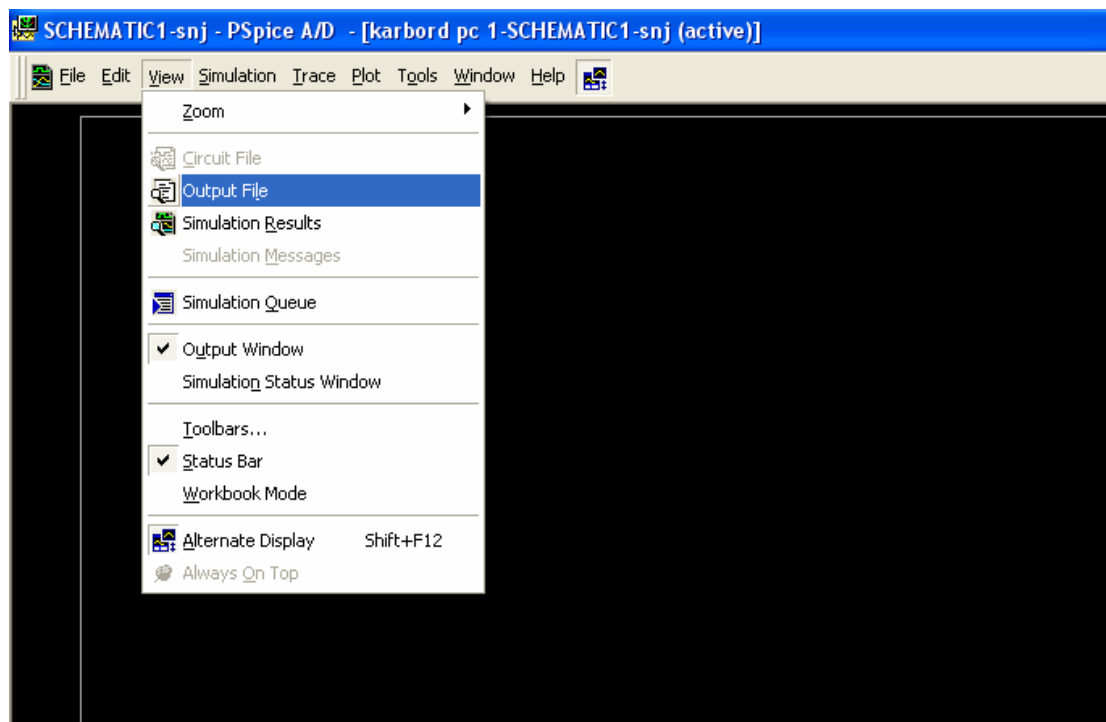 SCHEMATIC1-snj - PSpice A/D - [karbord pc 1-SCHEMATIC1-snj (active)]
File Edit View Simulation Trace Plot Tools Window Help
Zoom
Circuit File
Output File
Simulation Results
Simulation Messages
Simulation Queue
Output Window
Simulation Status Window
Toolbars...
Status Bar
Workbook Mode
Alternate Display Shift+F12
Always On Top